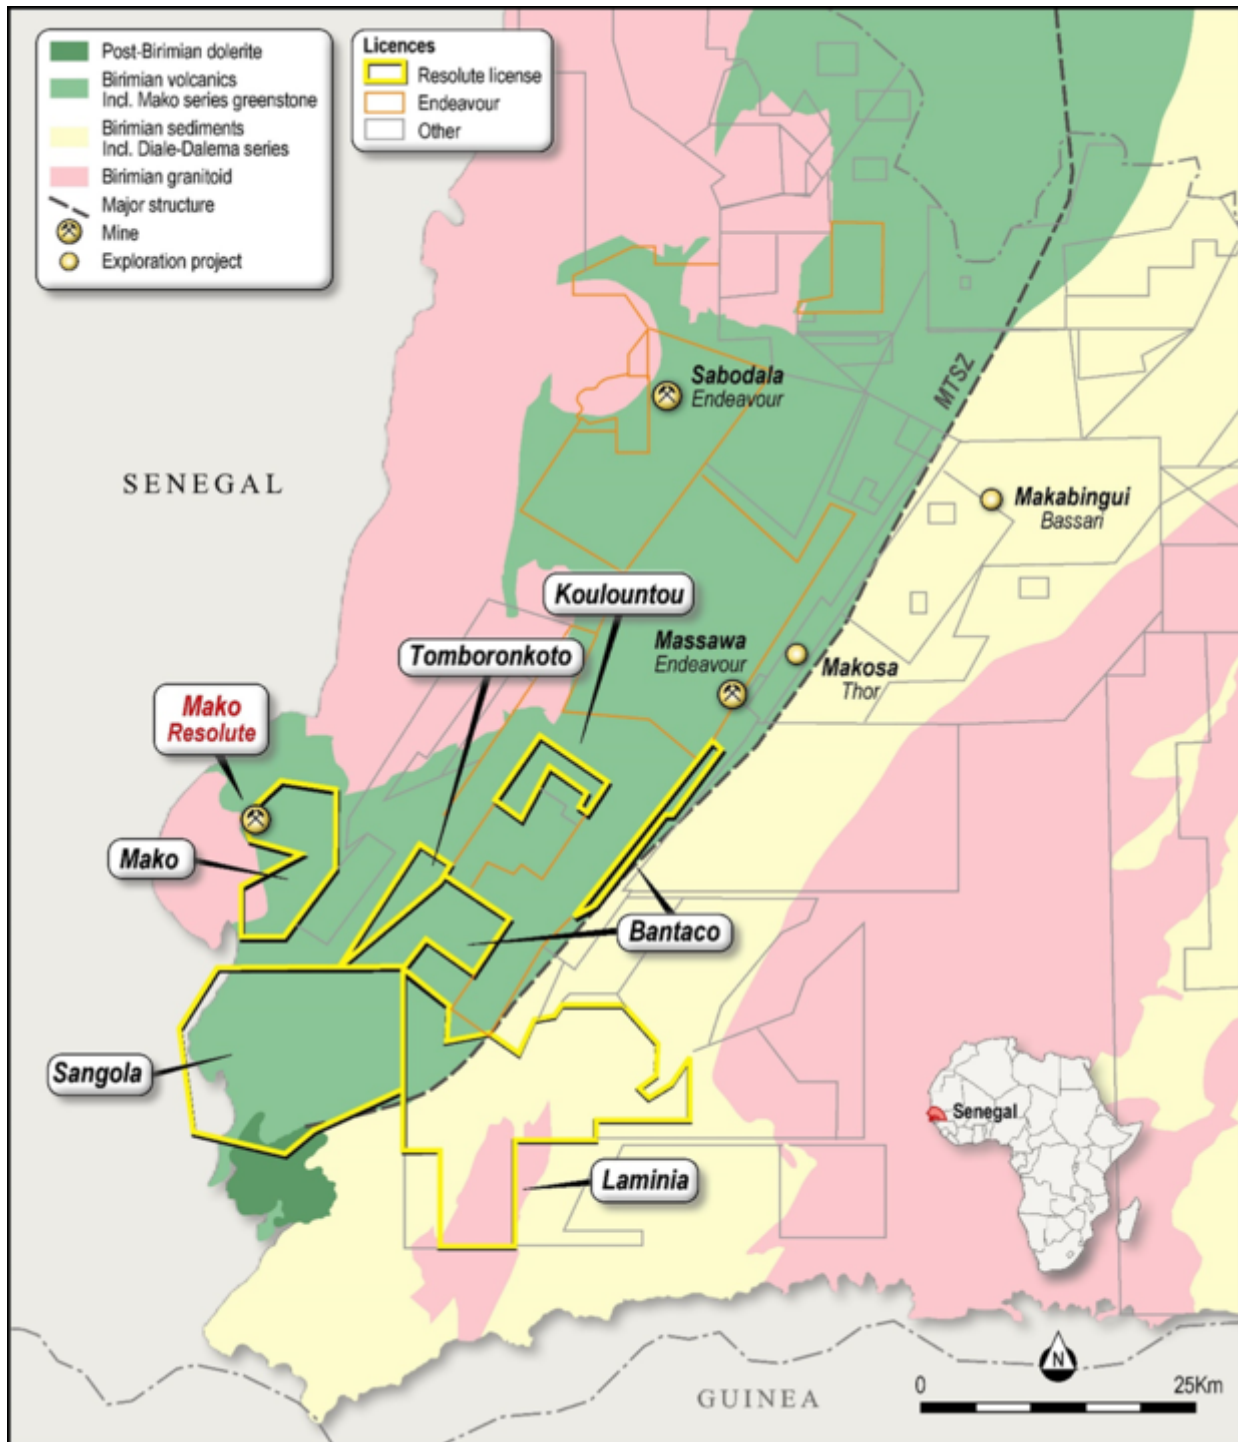 Post-Birimian dolerite
Birimian volcanics
Incl. Mako series greenstone
Birimian sediments
Incl. Diale-Dalema series
Birimian granitoid
Major structure
Mine
Exploration project
Licences
Resolute license
Endeavour
Other
SENEGAL
MTSZ
Sabodala
Endeavour
Makabingui
Bassari
Koulountou
Tomboronkoto
Massawa
Endeavour
Makosa
Thor
Mako
Resolute
Mako
Bantaco
Sangola
Laminia
Senegal
N
GUINEA
0 25Km